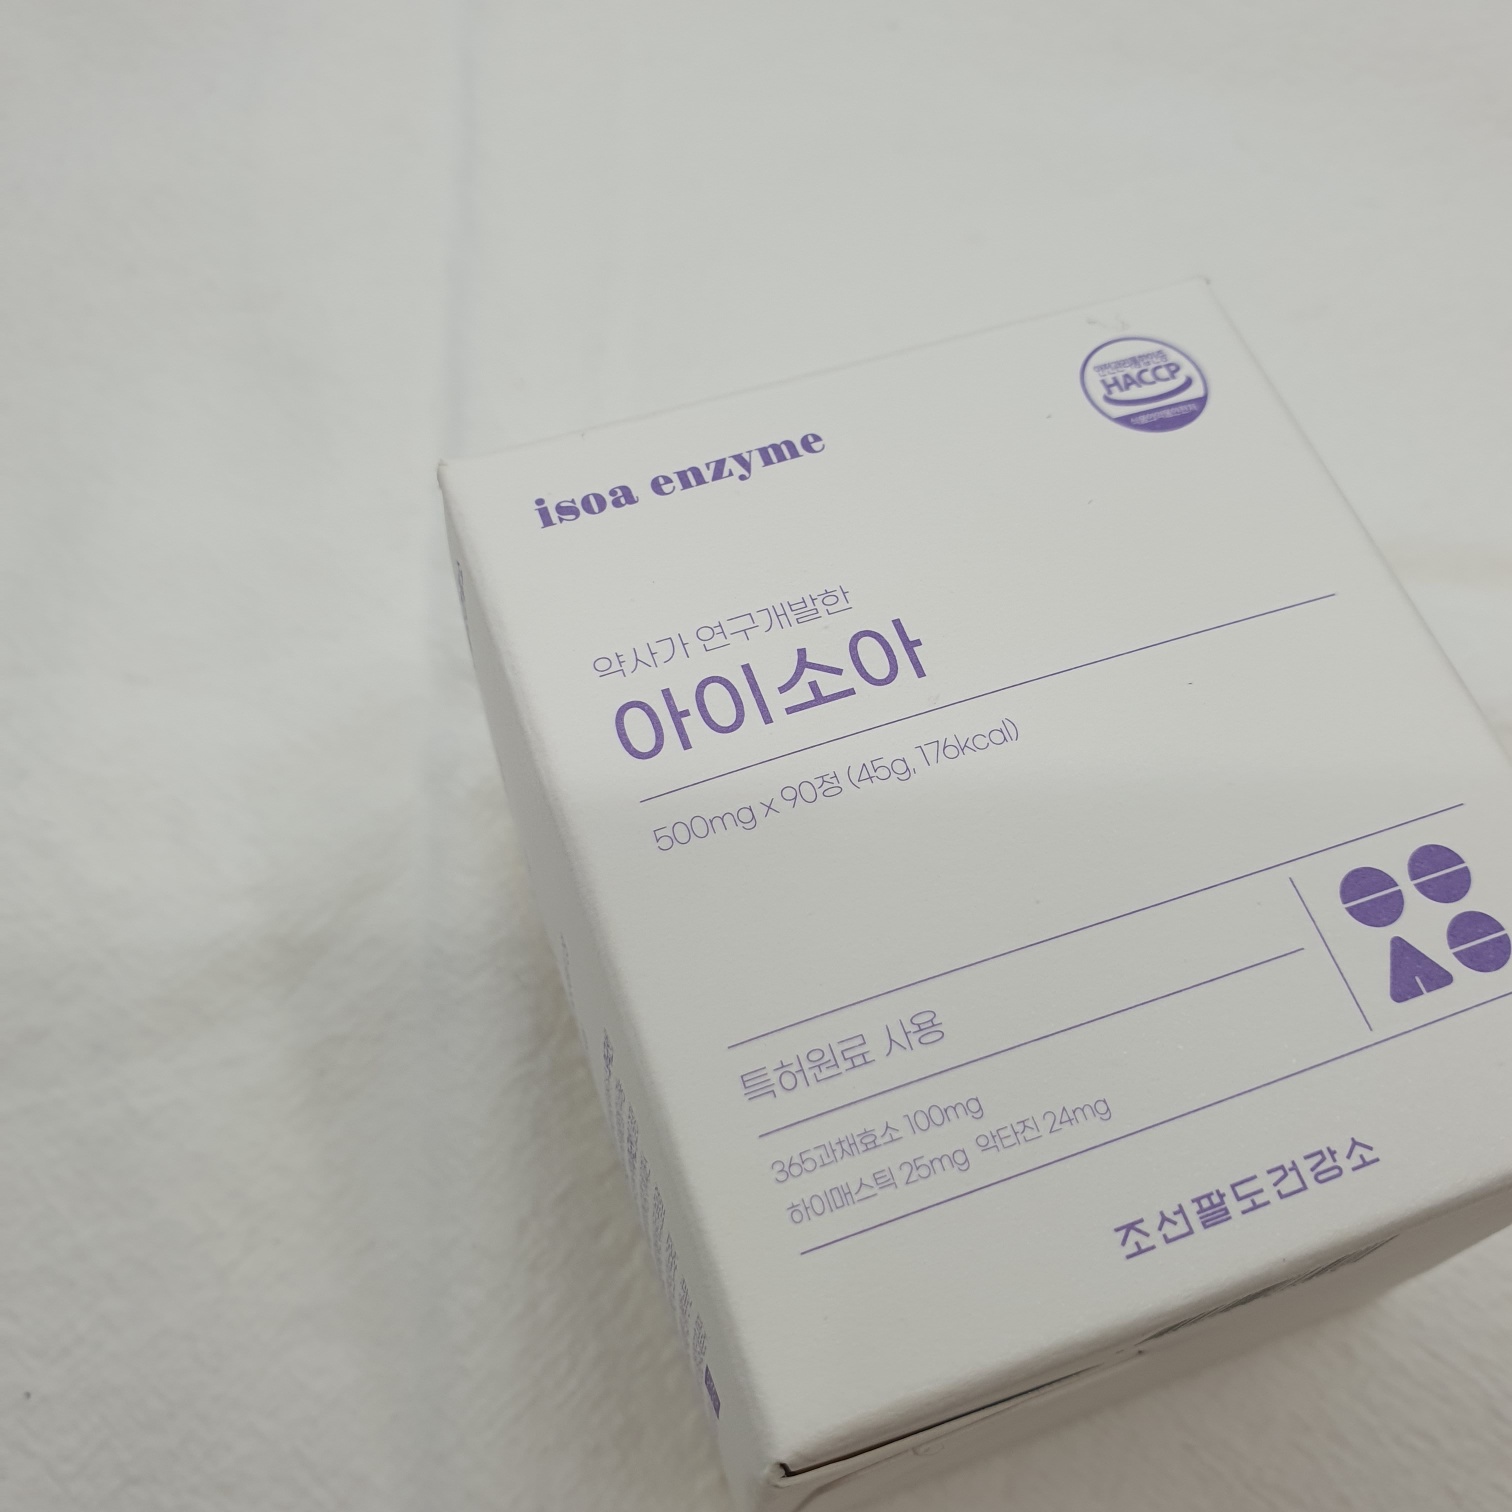 HACCP
isoa enzyme
약사가 연구개발한
아이소아
500mg x 90정 (45g, 176kcal)
특허원료 사용
365과채효소 100mg
하이매스틱 25mg 악타진 24mg
조선팔도건강소